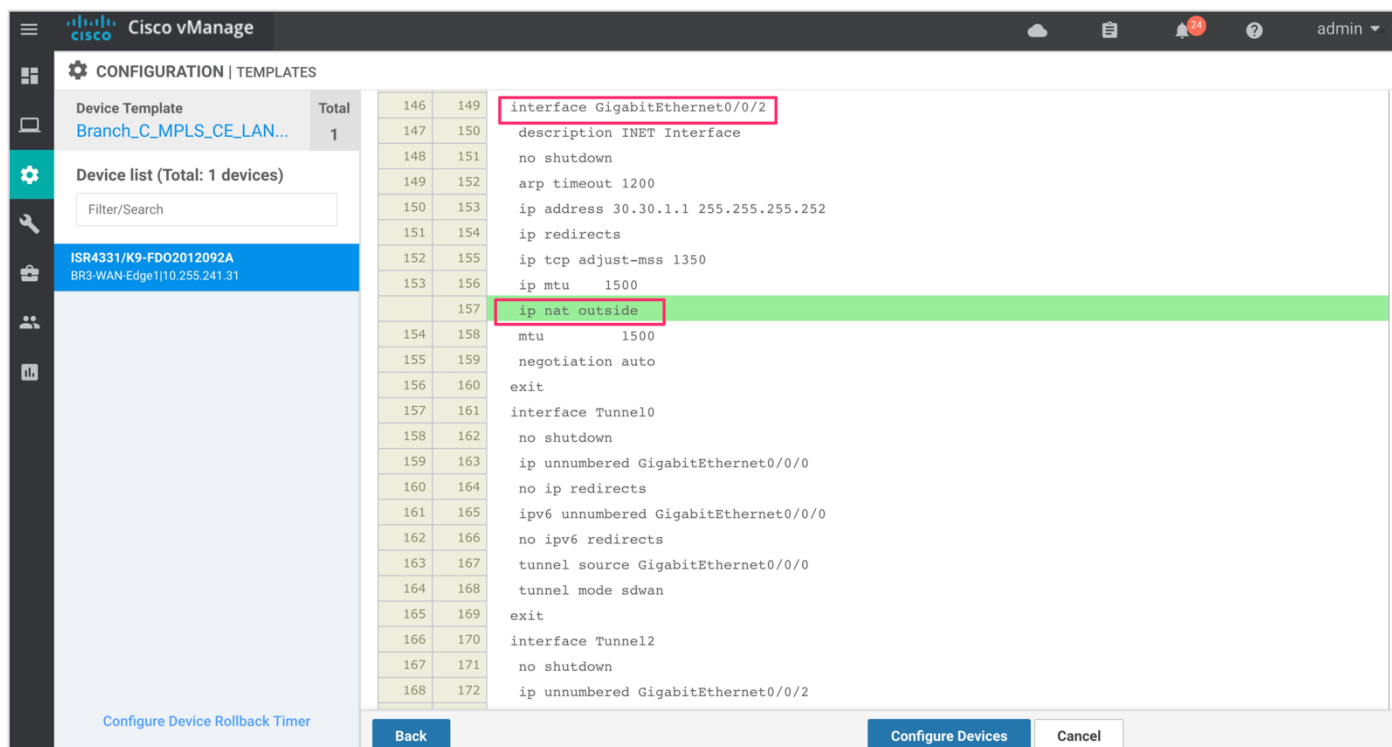 cisco Cisco vManage 24 admin
CONFIGURATION | TEMPLATES
Device Template Total
Branch_C_MPLS_CE_LAN... 1
Device list (Total: 1 devices)
Filter/Search
ISR4331/K9-FDO2012092A
BR3-WAN-Edge1|10.255.241.31
Configure Device Rollback Timer
146 149 interface GigabitEthernet0/0/2
147 150 description INET Interface
148 151 no shutdown
149 152 arp timeout 1200
150 153 ip address 30.30.1.1 255.255.255.252
151 154 ip redirects
152 155 ip tcp adjust-mss 1350
153 156 ip mtu 1500
157 ip nat outside
154 158 mtu 1500
155 159 negotiation auto
156 160 exit
157 161 interface Tunnel0
158 162 no shutdown
159 163 ip unnumbered GigabitEthernet0/0/0
160 164 no ip redirects
161 165 ipv6 unnumbered GigabitEthernet0/0/0
162 166 no ipv6 redirects
163 167 tunnel source GigabitEthernet0/0/0
164 168 tunnel mode sdwan
165 169 exit
166 170 interface Tunnel2
167 171 no shutdown
168 172 ip unnumbered GigabitEthernet0/0/2
Back Configure Devices Cancel